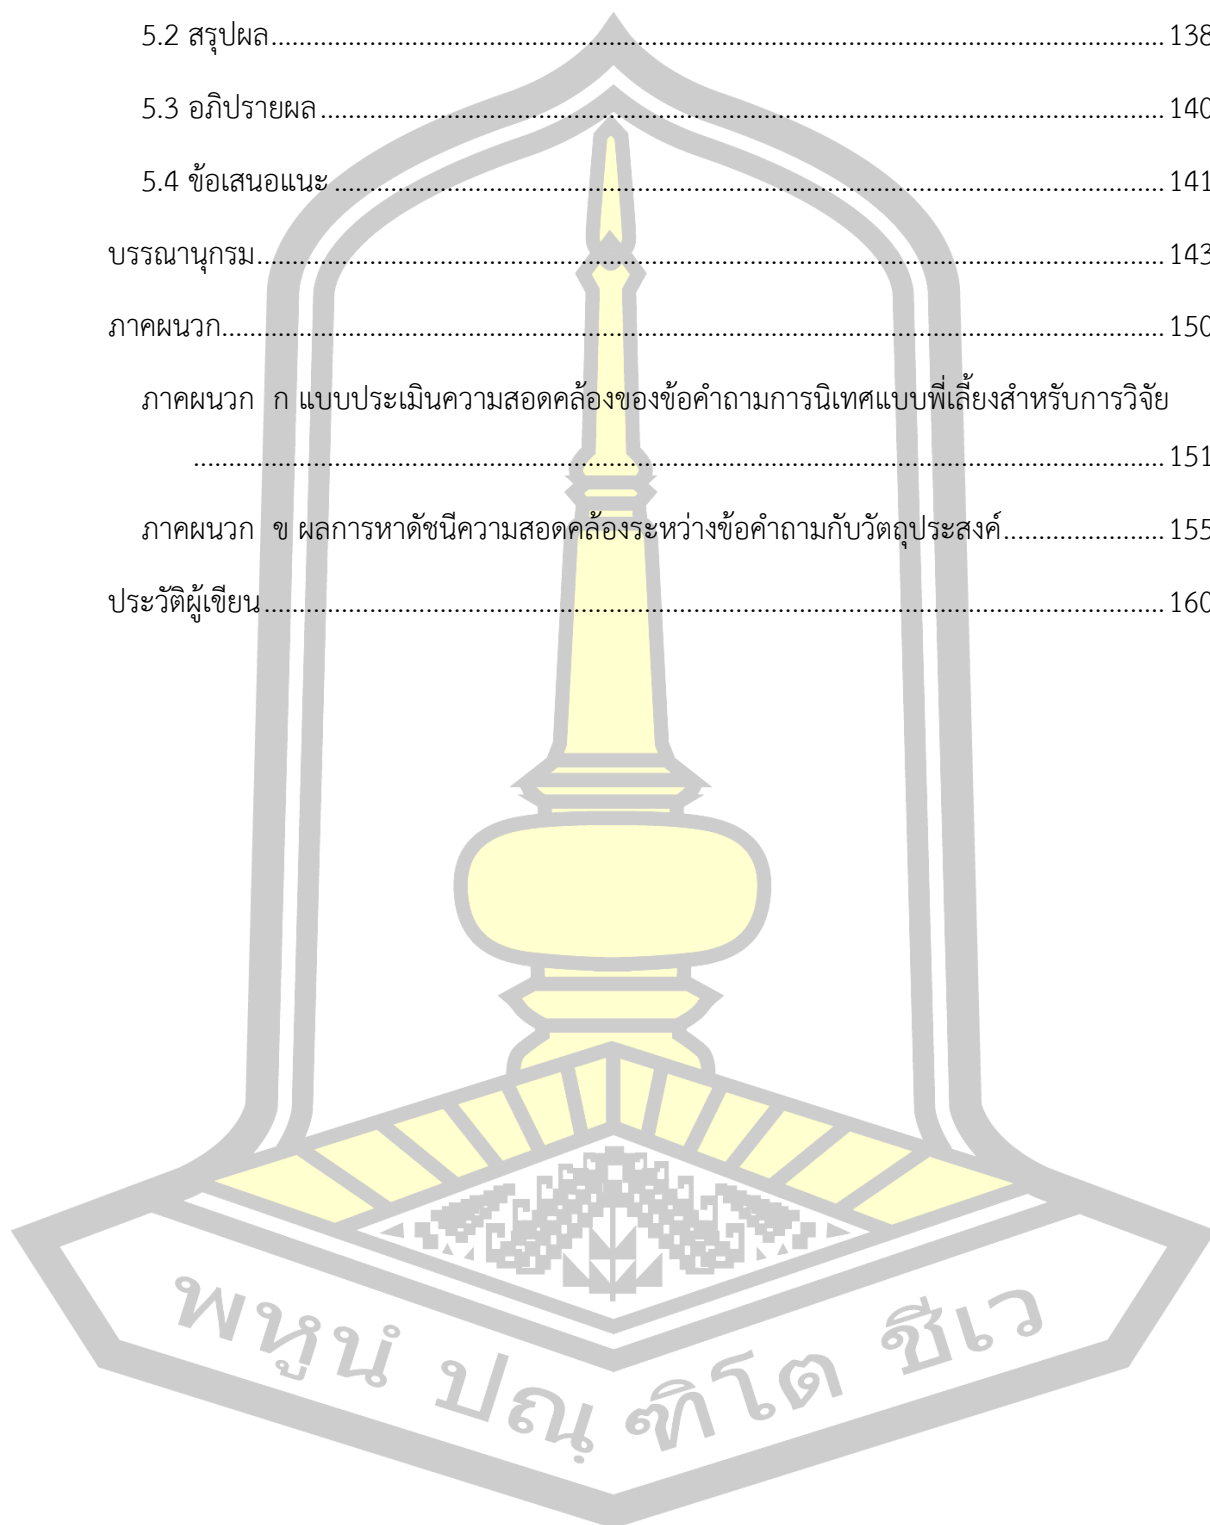 5.2 สรุปผล.......................................................................................................................... 138
5.3 อภิปรายผล................................................................................................................... 140
5.4 ข้อเสนอแนะ ................................................................................................................. 141
บรรณานุกรม............................................................................................................................ 143
ภาคผนวก................................................................................................................................. 150
ภาคผนวก ก แบบประเมินความสอดคล้องของข้อคำถามการนิเทศแบบพี่เลี้ยงสำหรับการวิจัย
..................................................................................................................................... 151
ภาคผนวก ข ผลการหาดัชนีความสอดคล้องระหว่างข้อคำถามกับวัตถุประสงค์....................... 155
ประวัติผู้เขียน........................................................................................................................... 160
พหูนํ ปณฺฑิโต ชีเว